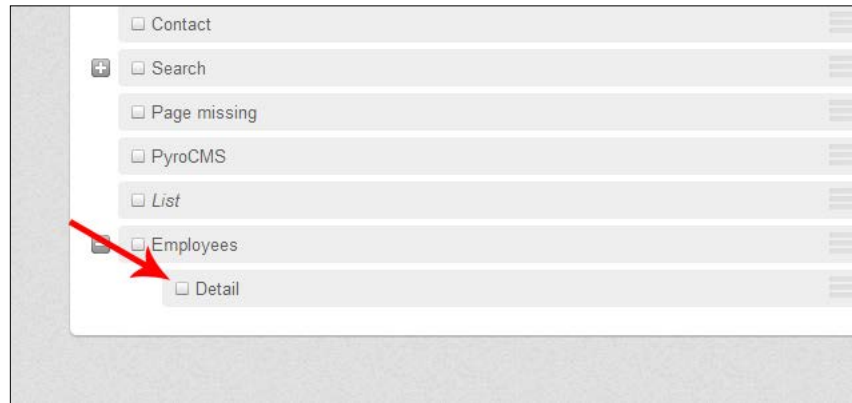 Contact
Search
Page missing
PyroCMS
List
Employees
Detail